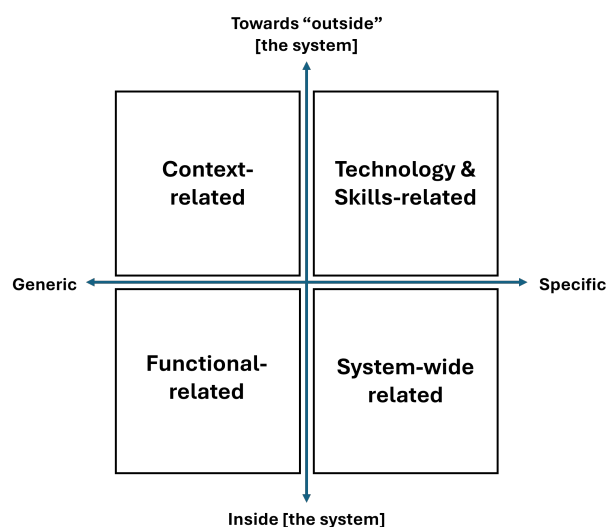 Towards “outside”
[the system]
Context-
related
Technology &
Skills-related
Generic
Specific
Functional-
related
System-wide
related
Inside [the system]